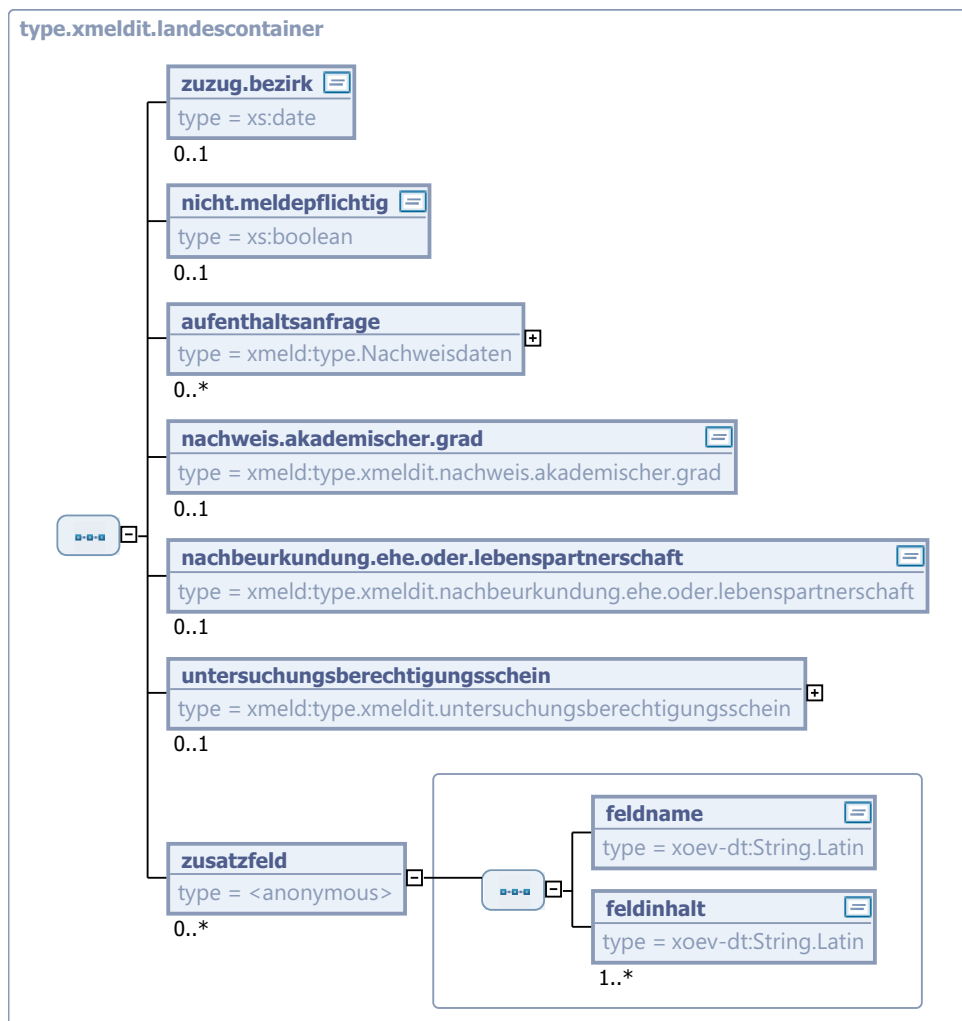 type.xmeldit.landescontainer
zuzug.bezirk
type = xs:date
0..1
nicht.meldepflichtig
type = xs:boolean
0..1
aufenthaltsanfrage
type = xmeld:type.Nachweisdaten
0..*
nachweis.akademischer.grad
type = xmeld:type.xmeldit.nachweis.akademischer.grad
0..1
nachbeurkundung.ehe.oder.lebenspartnerschaft
type = xmeld:type.xmeldit.nachbeurkundung.ehe.oder.lebenspartnerschaft
0..1
untersuchungsberechtigungsschein
type = xmeld:type.xmeldit.untersuchungsberechtigungsschein
0..1
zusatzfeld
type = <anonymous>
0..*
feldname
type = xoev-dt:String.Latin
feldinhalt
type = xoev-dt:String.Latin
1..*